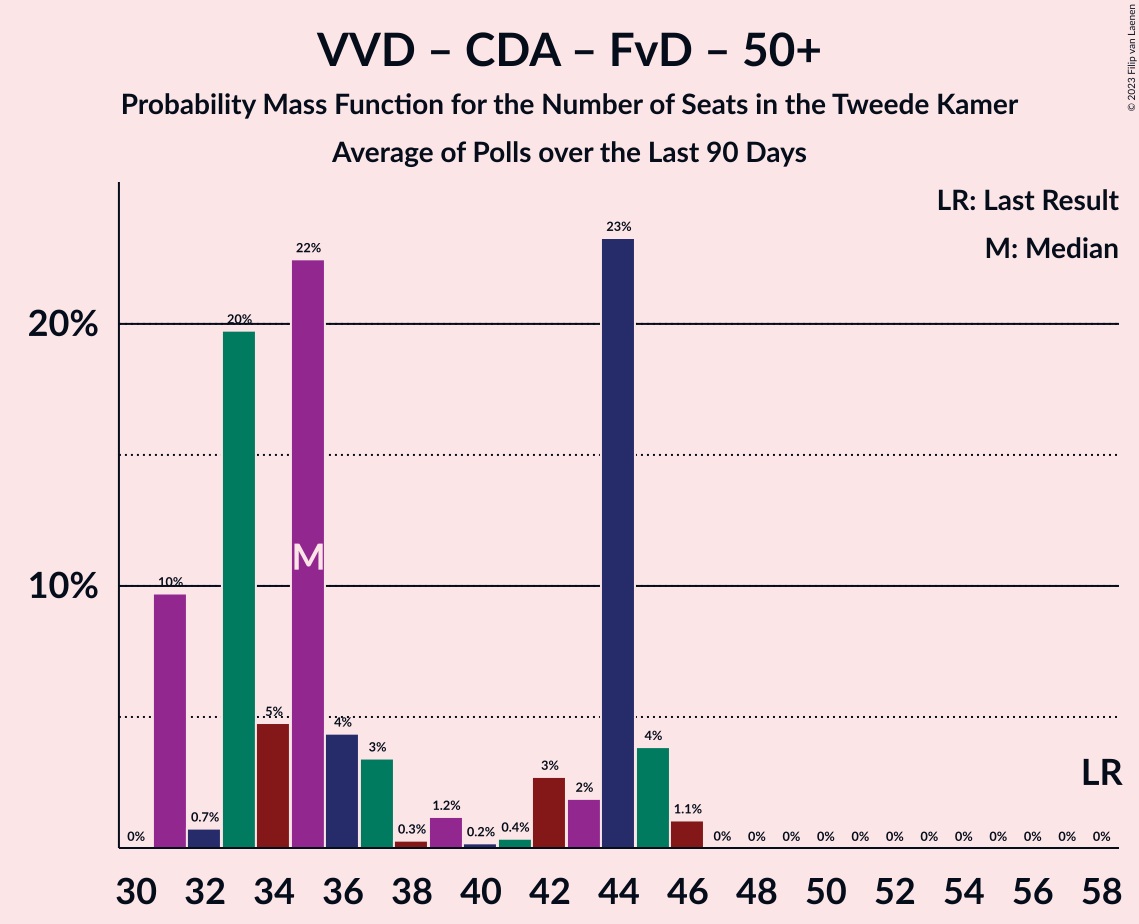 VVD – CDA – FvD – 50+
Probability Mass Function for the Number of Seats in the Tweede Kamer
Average of Polls over the Last 90 Days
© 2023 Filip van Laenen
LR: Last Result
M: Median
23%
22%
20%
20%
10%
10%
5%
4%
4%
3%
3%
2%
1.2%
1.1%
0.7%
0.3%
0.2%
0.4%
0%
0% 0% 0% 0% 0% 0% 0% 0% 0% 0% 0% 0%
M
LR
30 32 34 36 38 40 42 44 46 48 50 52 54 56 58